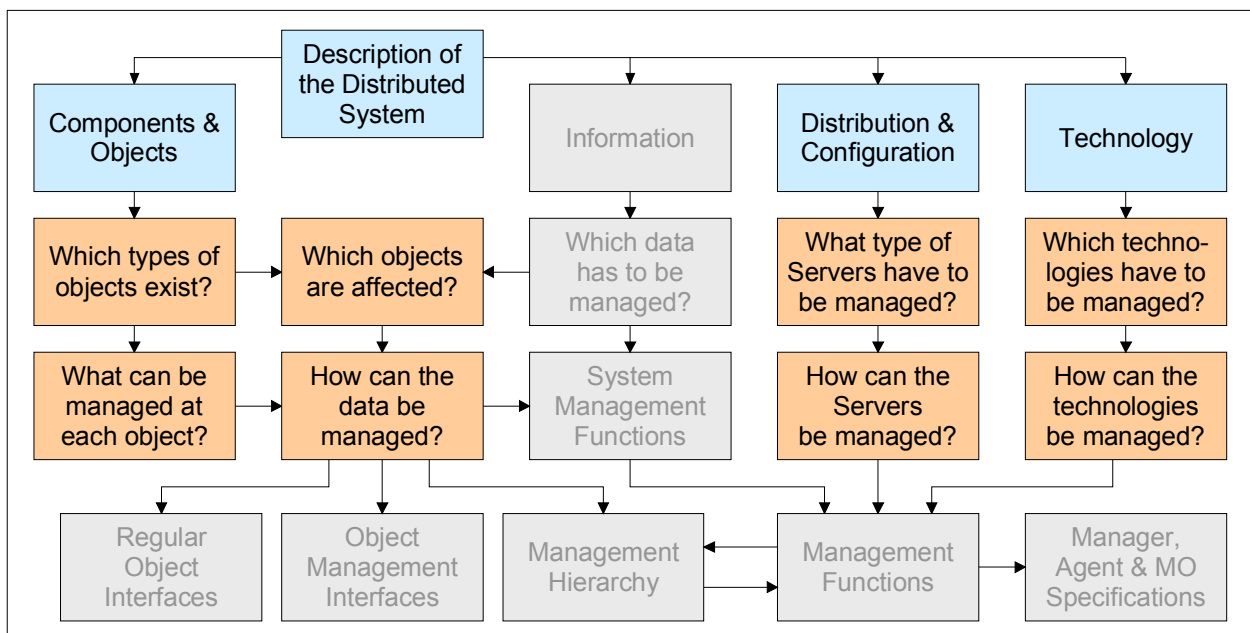 Description of
the Distributed
System
Components &
Objects
Information
Distribution &
Configuration
Technology
Which types of
objects exist?
Which objects
are affected?
Which data
has to be
managed?
What type of
Servers have to
be managed?
Which techno-
logies have to
be managed?
What can be
managed at
each object?
How can the
data be
managed?
System
Management
Functions
How can the
Servers
be managed?
How can the
technologies
be managed?
Regular
Object
Interfaces
Object
Management
Interfaces
Management
Hierarchy
Management
Functions
Manager,
Agent & MO
Specifications